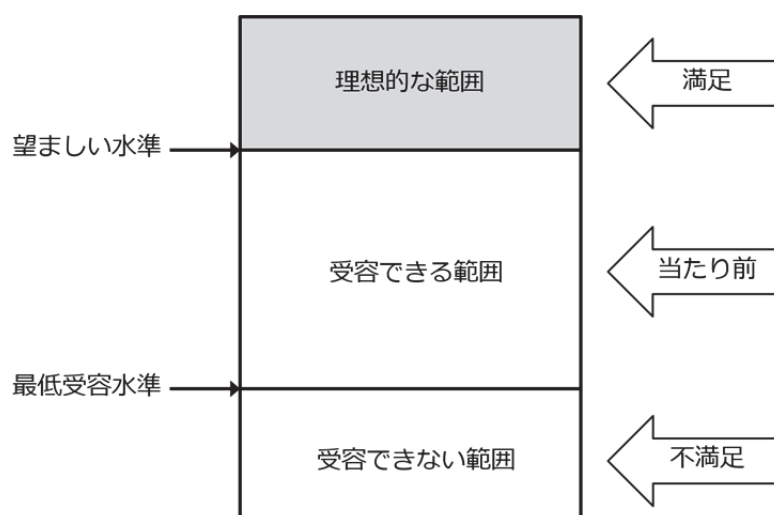 理想的な範囲
満足
望ましい水準
受容できる範囲
当たり前
最低受容水準
受容できない範囲
不満足